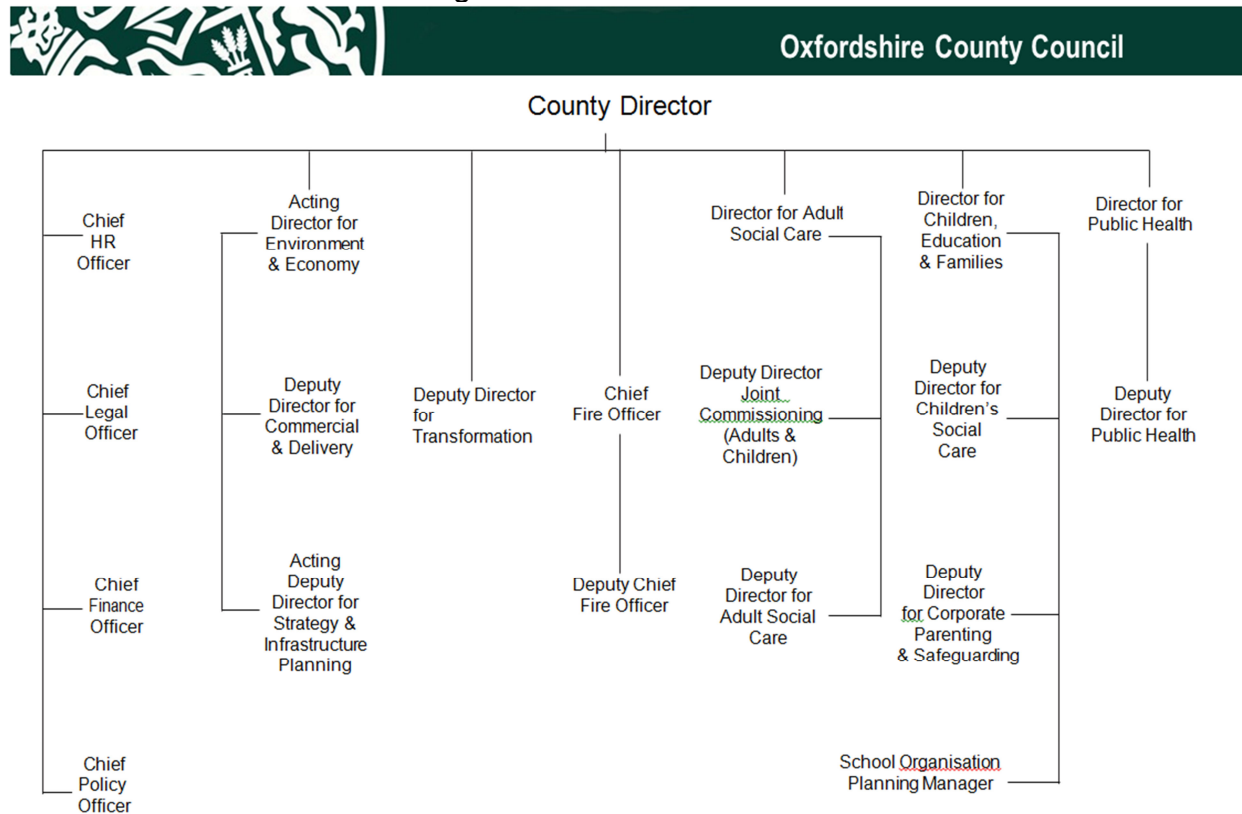 Oxfordshire County Council
County Director
Chief
HR
Officer
Acting
Director for
Environment
& Economy
Director for Adult
Social Care
Director for
Children,
Education
& Families
Director for
Public Health
Chief
Legal
Officer
Deputy
Director for
Commercial
& Delivery
Deputy Director
for
Transformation
Chief
Fire Officer
Deputy Director
Joint
Commissioning
(Adults &
Children)
Deputy
Director for
Children's
Social
Care
Deputy
Director for
Public Health
Chief
Finance
Officer
Acting
Deputy
Director for
Strategy &
Infrastructure
Planning
Deputy Chief
Fire Officer
Deputy
Director for
Adult Social
Care
Deputy
Director
for Corporate
Parenting
& Safeguarding
Chief
Policy
Officer
School Organisation
Planning Manager